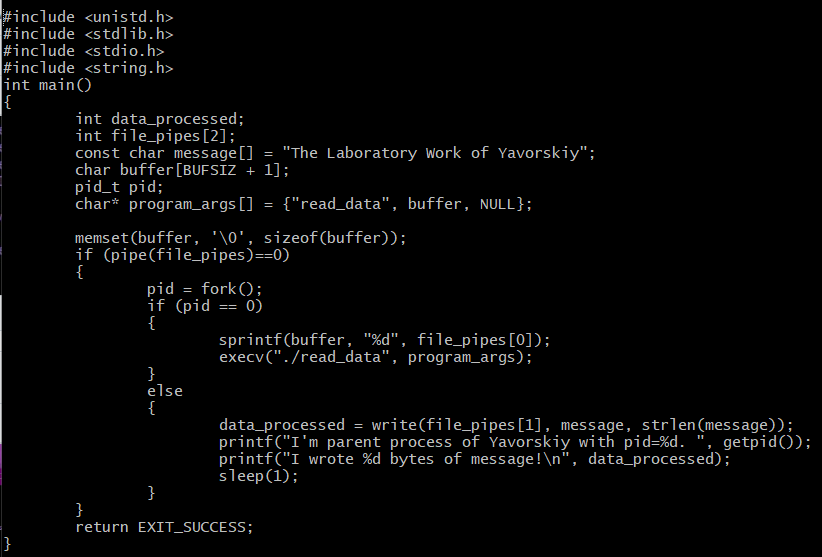 #include <unistd.h>
#include <stdlib.h>
#include <stdio.h>
#include <string.h>
int main()
{
        int data_processed;
        int file_pipes[2];
        const char message[] = "The Laboratory Work of Yavorskiy";
        char buffer[BUFSIZ + 1];
        pid_t pid;
        char* program_args[] = {"read_data", buffer, NULL};

        memset(buffer, '\0', sizeof(buffer));
        if (pipe(file_pipes)==0)
        {
                pid = fork();
                if (pid == 0)
                {
                        sprintf(buffer, "%d", file_pipes[0]);
                        execv("./read_data", program_args);
                }
                else
                {
                        data_processed = write(file_pipes[1], message, strlen(message));
                        printf("I'm parent process of Yavorskiy with pid=%d. ", getpid());
                        printf("I wrote %d bytes of message!\n", data_processed);
                        sleep(1);
                }
        }
        return EXIT_SUCCESS;
}